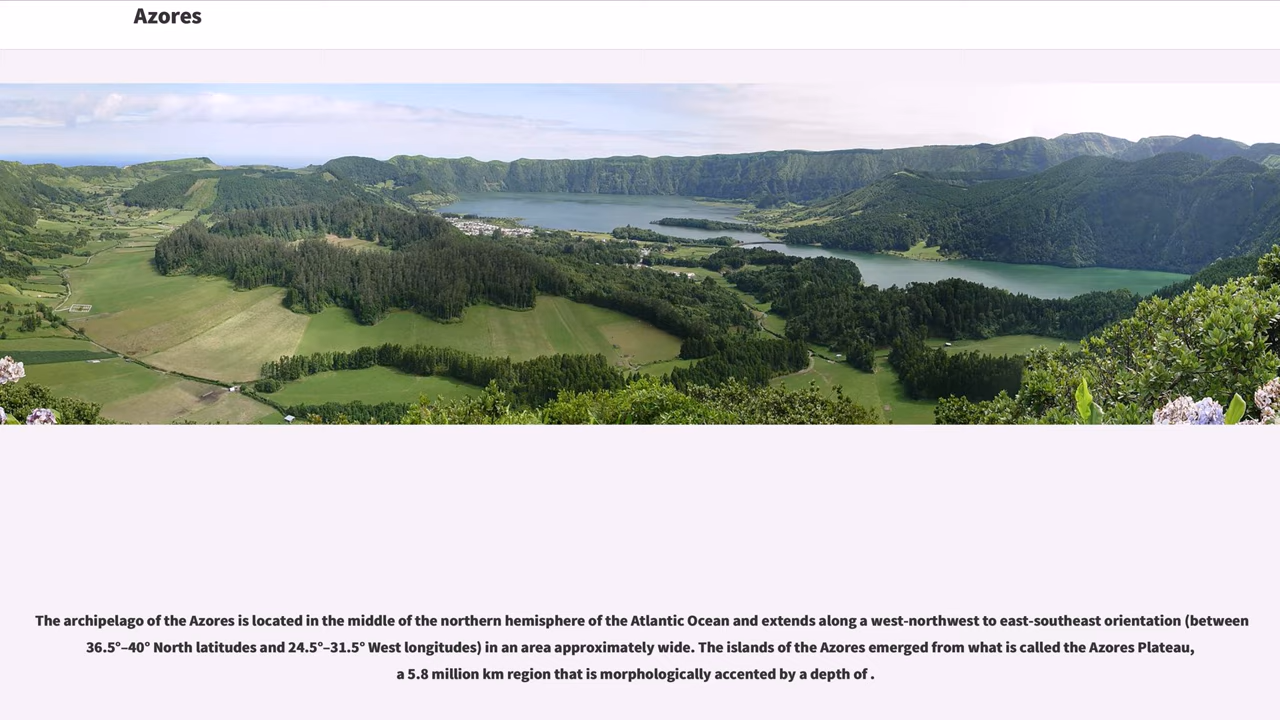 Azores
The archipelago of the Azores is located in the middle of the northern hemisphere of the Atlantic Ocean and extends along a west-northwest to east-southeast orientation (between
36.5°–40° North latitudes and 24.5°–31.5° West longitudes) in an area approximately wide. The islands of the Azores emerged from what is called the Azores Plateau,
a 5.8 million km region that is morphologically accented by a depth of .